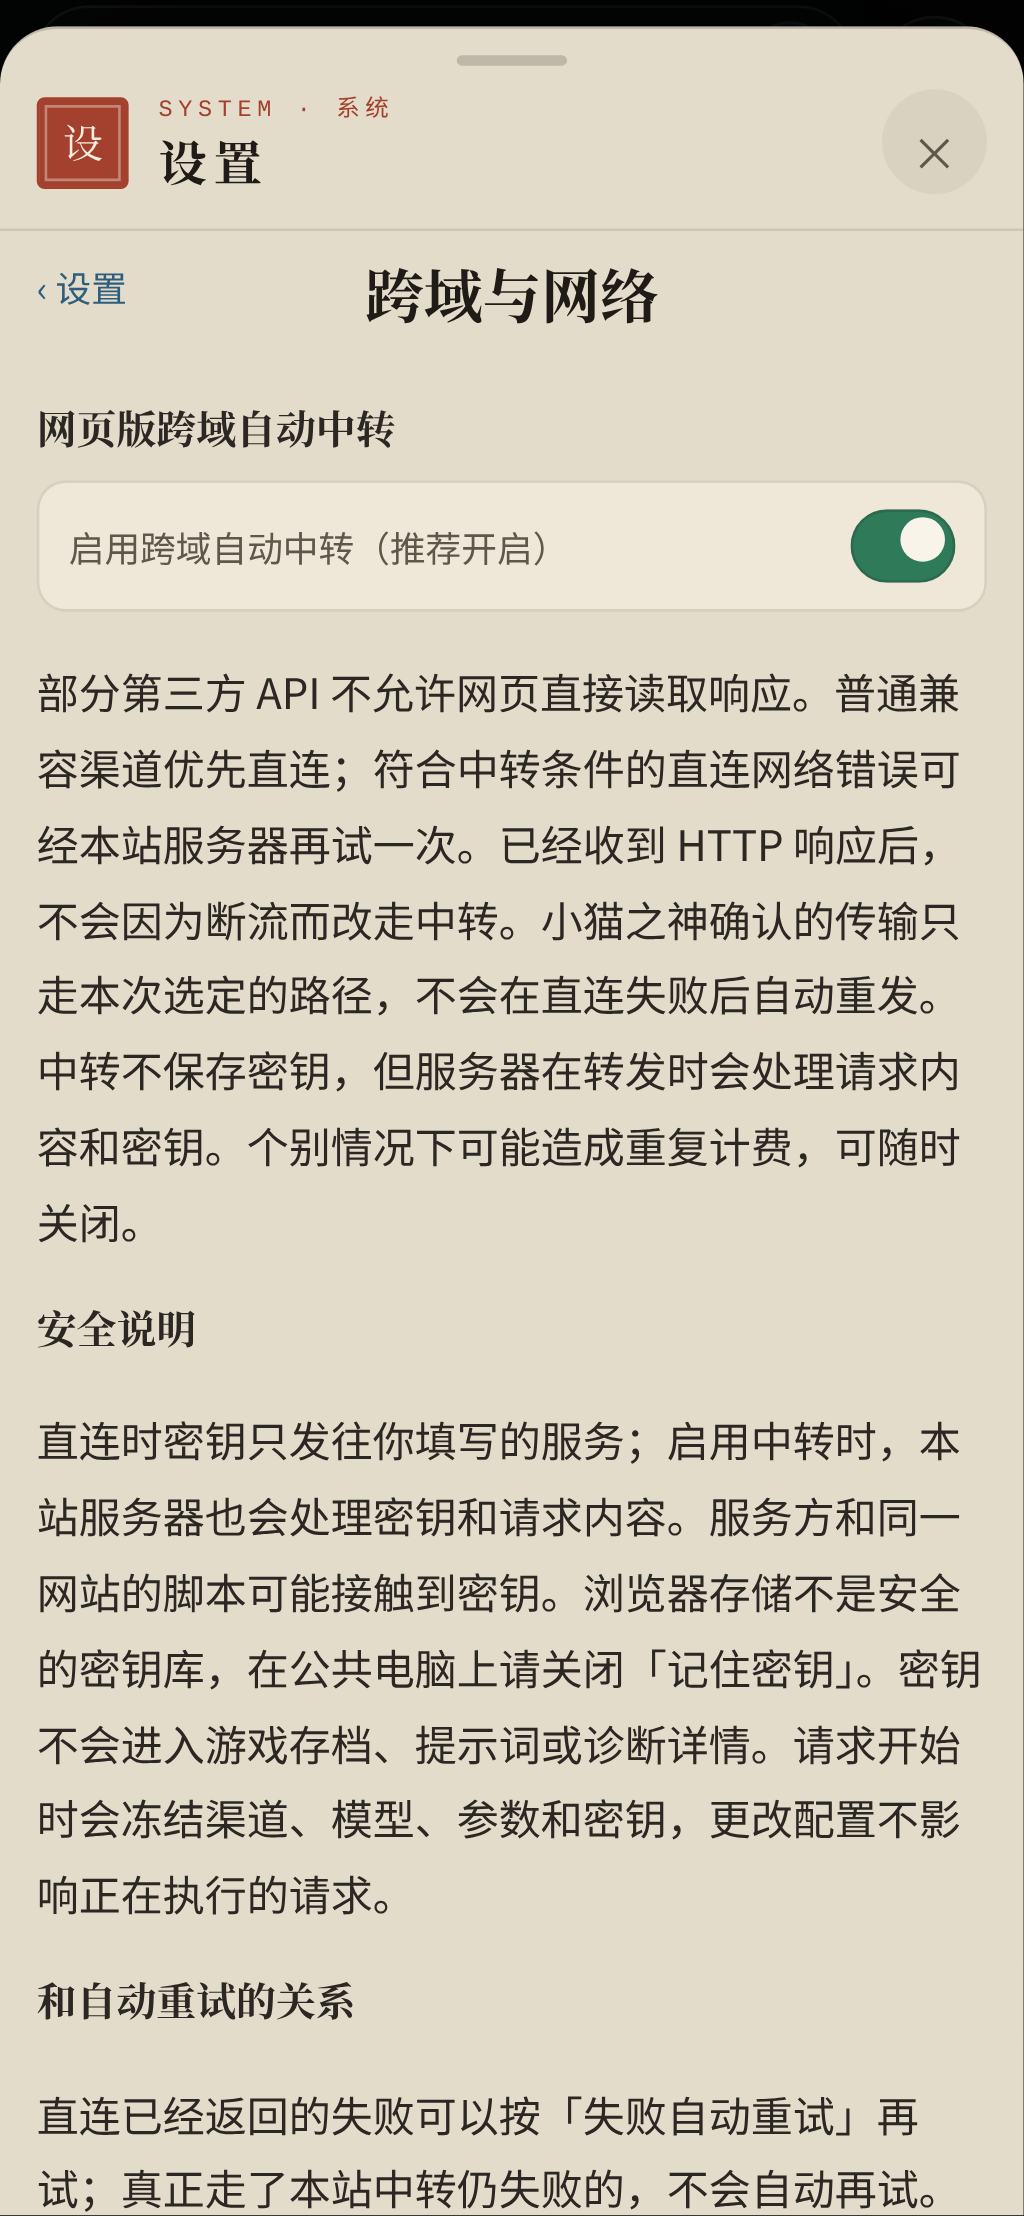 设
SYSTEM · 系统
设置
‹ 设置
跨域与网络
网页版跨域自动中转
启用跨域自动中转（推荐开启）
部分第三方 API 不允许网页直接读取响应。普通兼
容渠道优先直连；符合中转条件的直连网络错误可
经本站服务器再试一次。已经收到 HTTP 响应后，
不会因为断流而改走中转。小猫之神确认的传输只
走本次选定的路径，不会在直连失败后自动重发。
中转不保存密钥，但服务器在转发时会处理请求内
容和密钥。个别情况下可能造成重复计费，可随时
关闭。
安全说明
直连时密钥只发往你填写的服务；启用中转时，本
站服务器也会处理密钥和请求内容。服务方和同一
网站的脚本可能接触到密钥。浏览器存储不是安全
的密钥库，在公共电脑上请关闭「记住密钥」。密钥
不会进入游戏存档、提示词或诊断详情。请求开始
时会冻结渠道、模型、参数和密钥，更改配置不影
响正在执行的请求。
和自动重试的关系
直连已经返回的失败可以按「失败自动重试」再
试；真正走了本站中转仍失败的，不会自动再试。